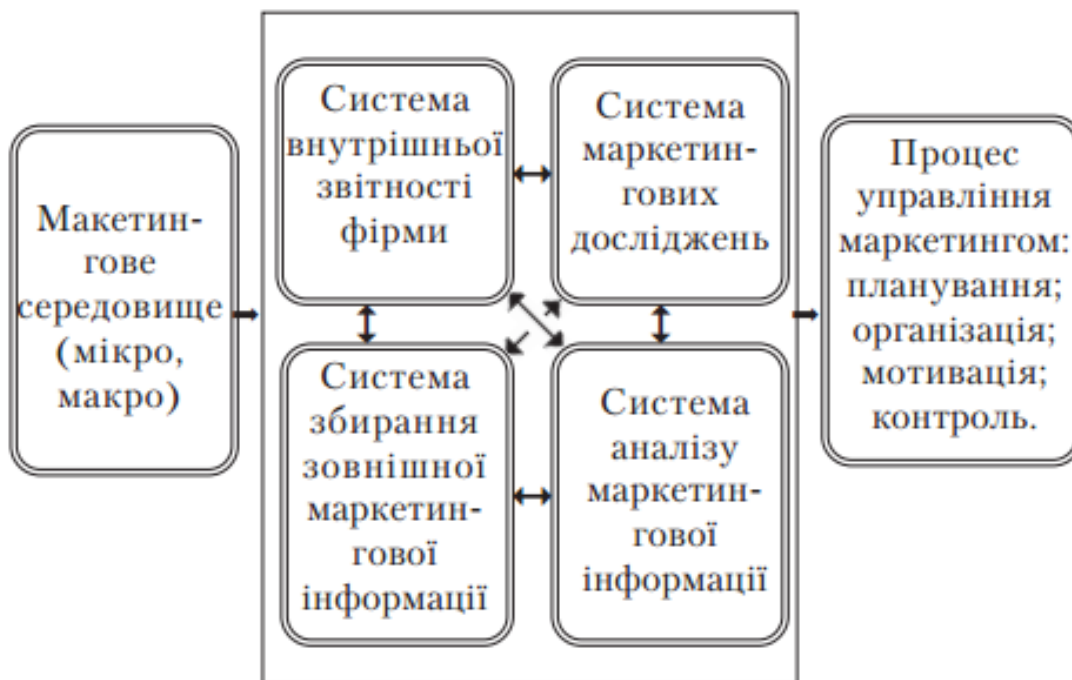 Макетин-
гове
середовище
(мікро,
макро)
Система
внутрішньої
звітності
фірми
Система
маркетин-
гових
досліджень
Система
збирання
зовнішної
маркетин-
гової
інформації
Система
аналізу
маркетин-
гової
інформації
Процес
управління
маркетингом:
планування;
організація;
мотивація;
контроль.